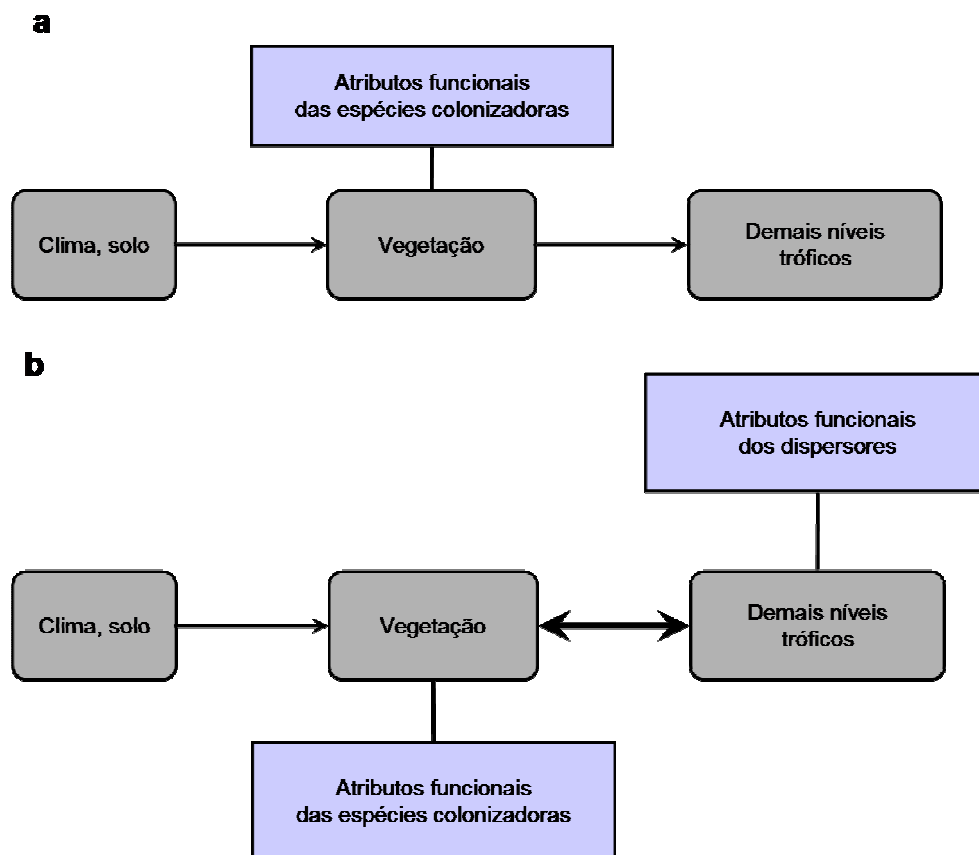 a
Atributos funcionais
das espécies colonizadoras
Clima, solo
Vegetação
Demais níveis
tróficos
b
Atributos funcionais
dos dispersores
Clima, solo
Vegetação
Demais níveis
tróficos
Atributos funcionais
das espécies colonizadoras